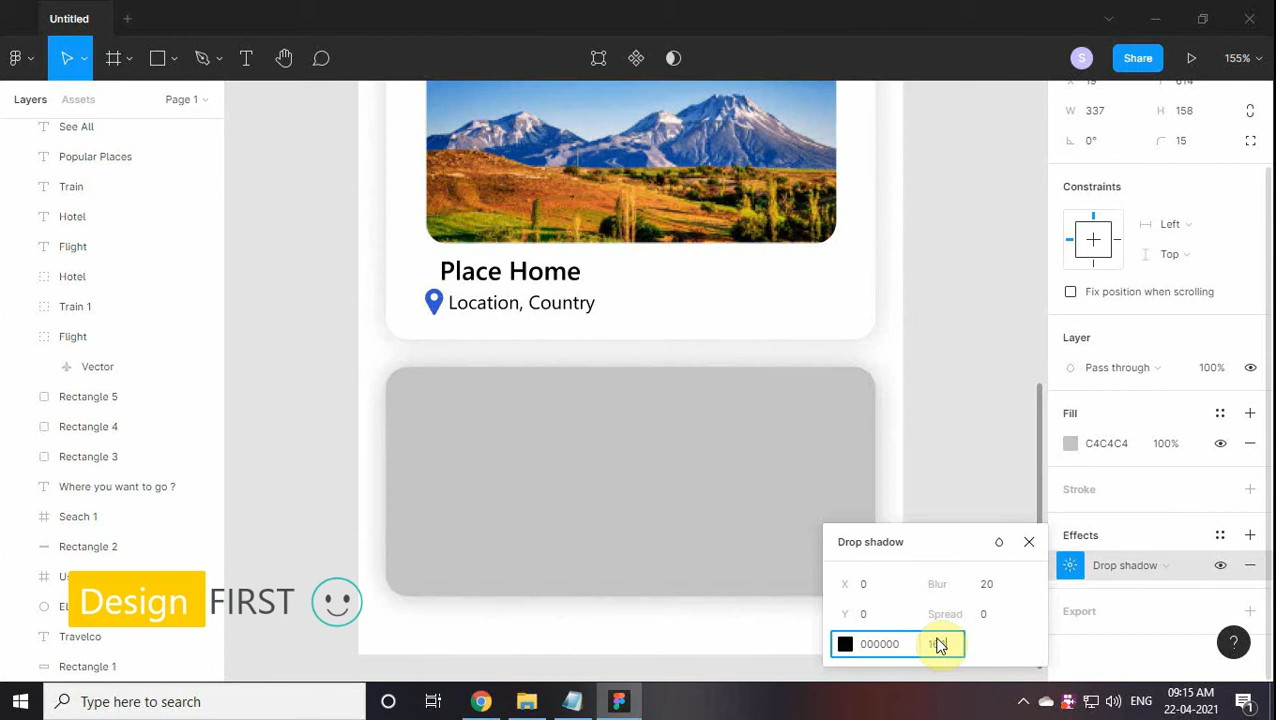 Untitled
S
Share
155%
Layers
Assets
Page 1
See All
Popular Places
Train
Hotel
Flight
Hotel
Train 1
Flight
Vector
Rectangle 5
Rectangle 4
Rectangle 3
Where you want to go ?
Seach 1
Rectangle 2
Travelco
Rectangle 1
Design FIRST
Place Home
Location, Country
Drop shadow
X 0 Blur 20
Y 0 Spread 0
000000
W 337 H 158
0° 15
Constraints
Left
Top
Fix position when scrolling
Layer
Pass through 100%
Fill
C4C4C4 100%
Stroke
Effects
Drop shadow
Export
?
Type here to search
ENG
09:15 AM
22-04-2021
1